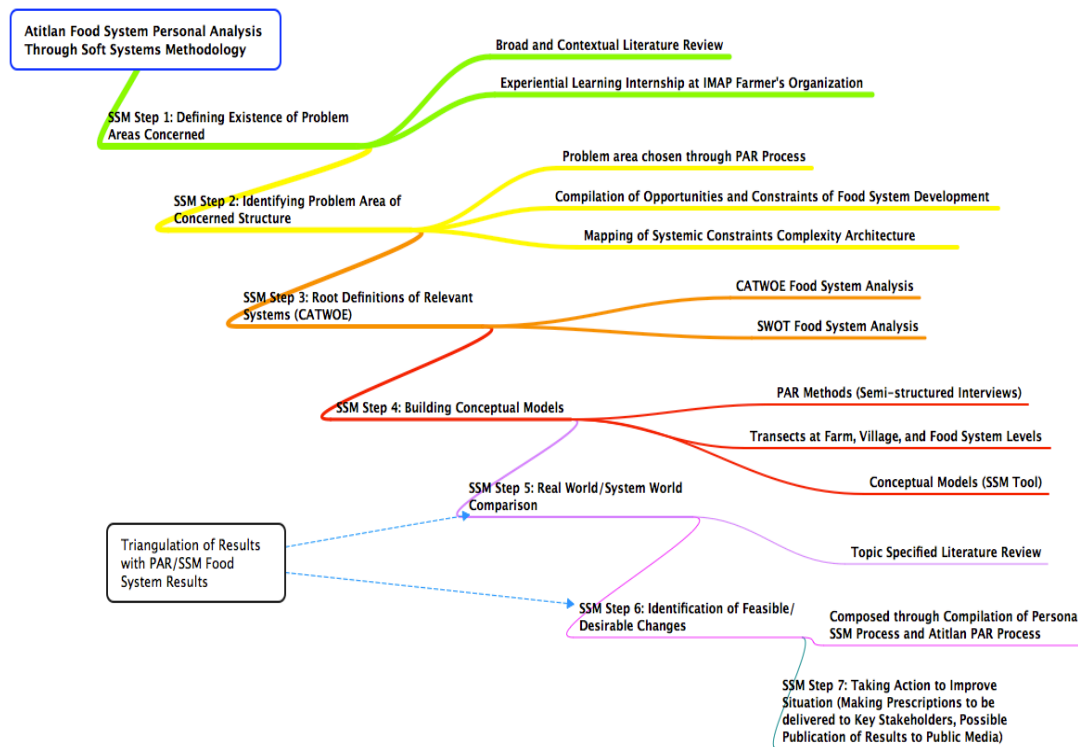 Atitlan Food System Personal Analysis
Through Soft Systems Methodology
Broad and Contextual Literature Review
Experiential Learning Internship at IMAP Farmer's Organization
SSM Step 1: Defining Existence of Problem
Areas Concerned
Problem area chosen through PAR Process
SSM Step 2: Identifying Problem Area of
Concerned Structure
Compilation of Opportunities and Constraints of Food System Development
Mapping of Systemic Constraints Complexity Architecture
CATWOE Food System Analysis
SSM Step 3: Root Definitions of Relevant
Systems (CATWOE)
SWOT Food System Analysis
PAR Methods (Semi-structured Interviews)
SSM Step 4: Building Conceptual Models
Transects at Farm, Village, and Food System Levels
Conceptual Models (SSM Tool)
SSM Step 5: Real World/System World
Comparison
Topic Specified Literature Review
Triangulation of Results
with PAR/SSM Food
System Results
SSM Step 6: Identification of Feasible/
Desirable Changes
Composed through Compilation of Persona
SSM Process and Atitlan PAR Process
SSM Step 7: Taking Action to Improve
Situation (Making Prescriptions to be
delivered to Key Stakeholders, Possible
Publication of Results to Public Media)